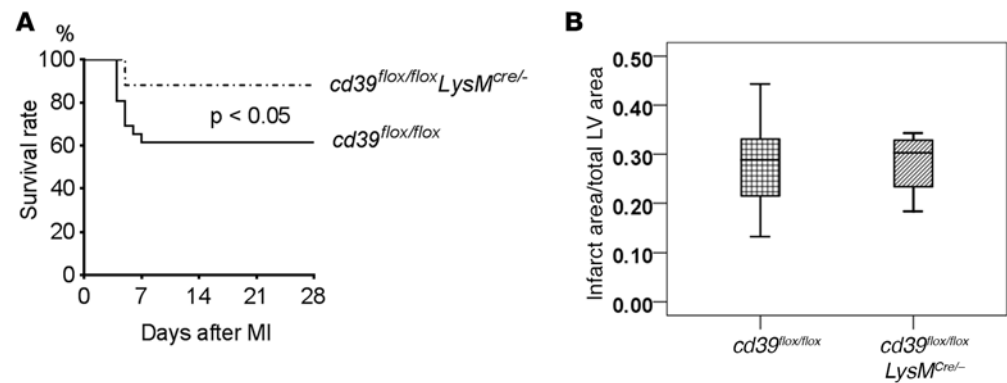 A
%
100
80
60
40
20
0
Survival rate
0 7 14 21 28
Days after MI
cd39flox/floxLysMcre/-
p < 0.05
cd39flox/flox
B
0.50
0.40
0.30
0.20
0.10
0.00
Infarct area/total LV area
cd39flox/flox
cd39flox/flox
LysMCre/–